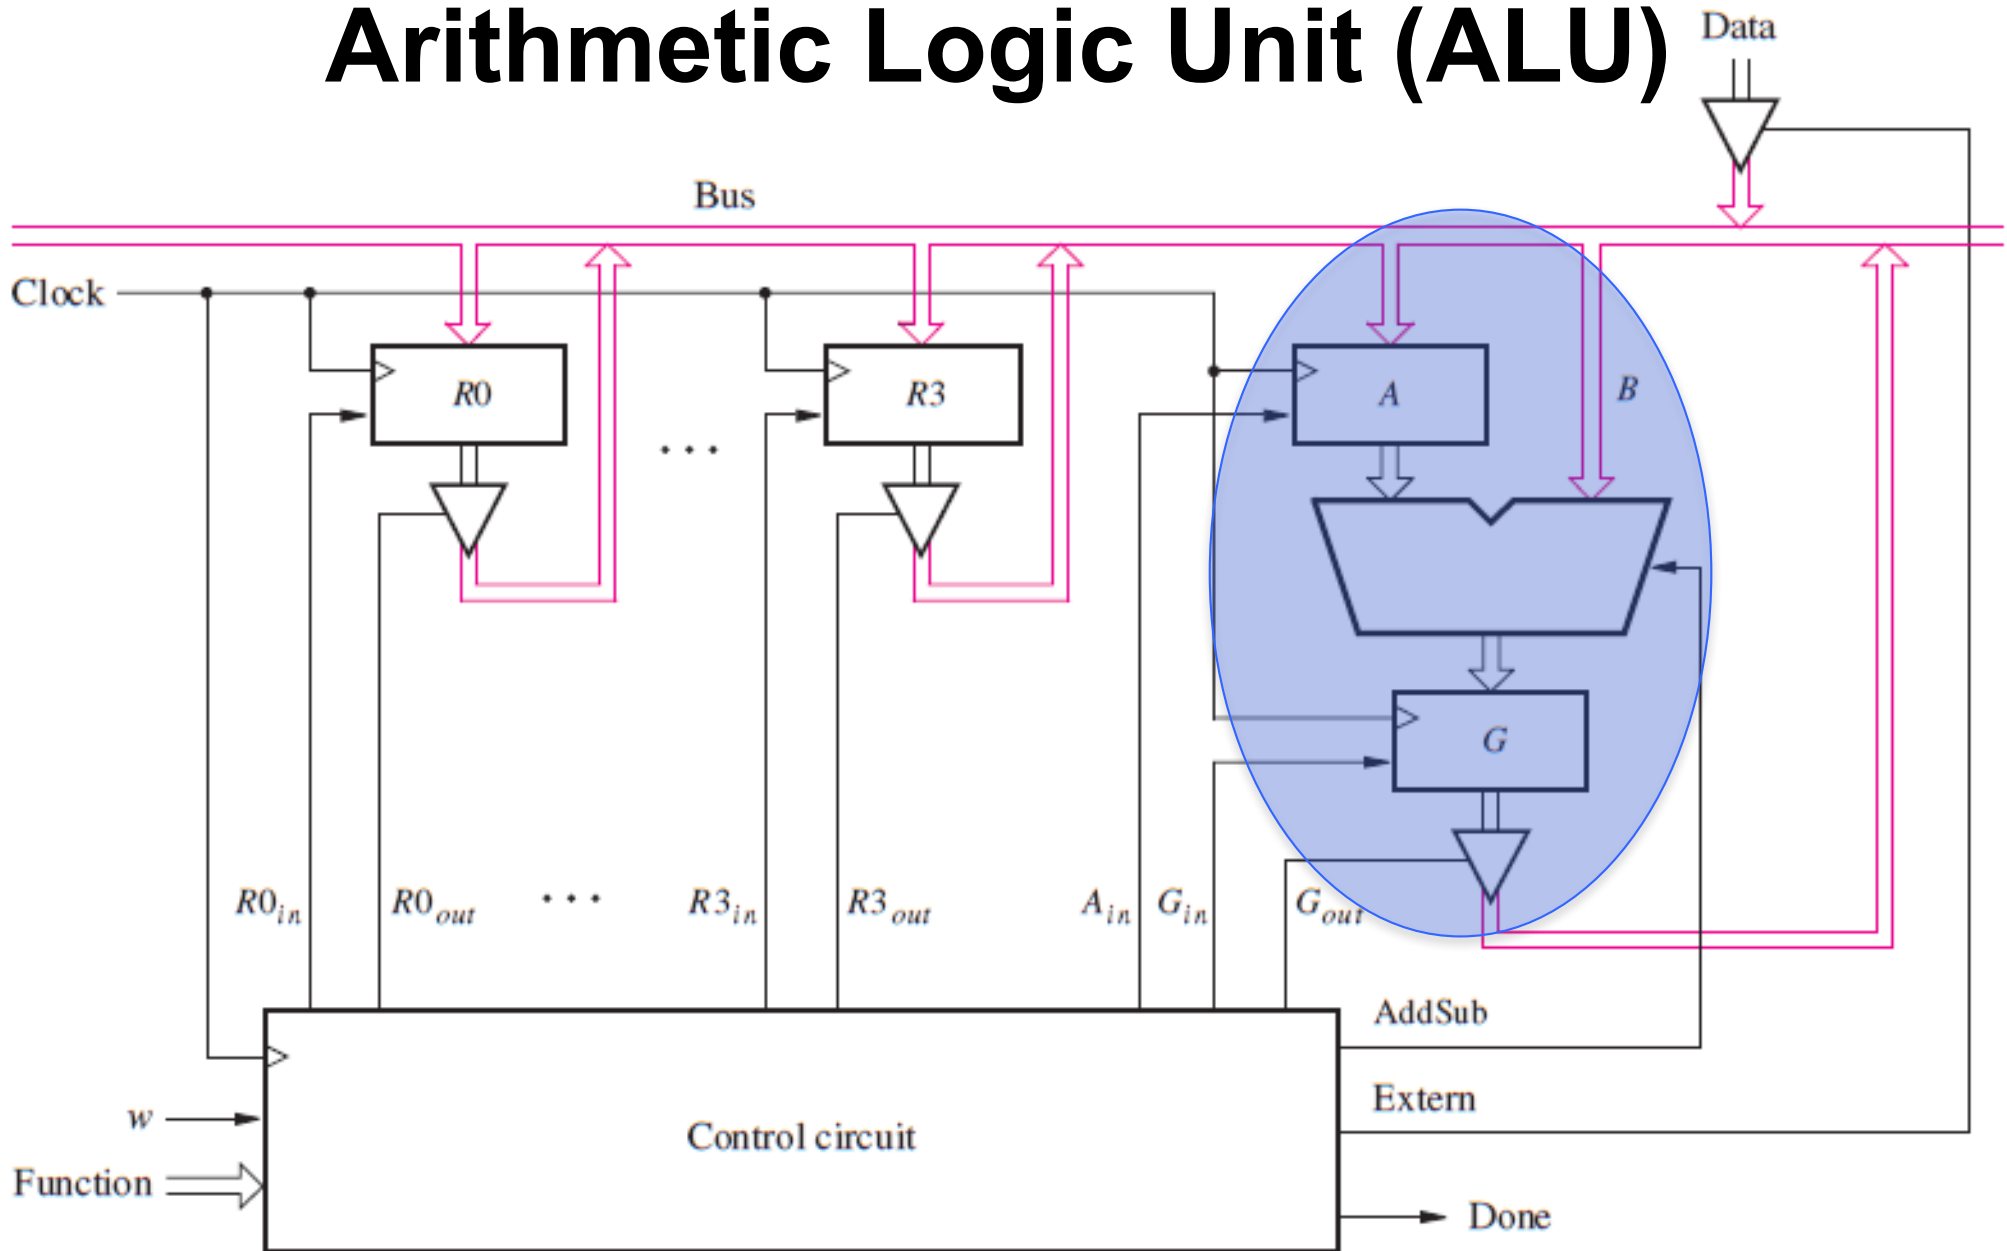 Arithmetic Logic Unit (ALU)
Data
Bus
Clock
R0
...
R3
A
B
G
R0in
R0out
...
R3in
R3out
Ain
Gin
Gout
AddSub
Extern
w
Control circuit
Function
Done